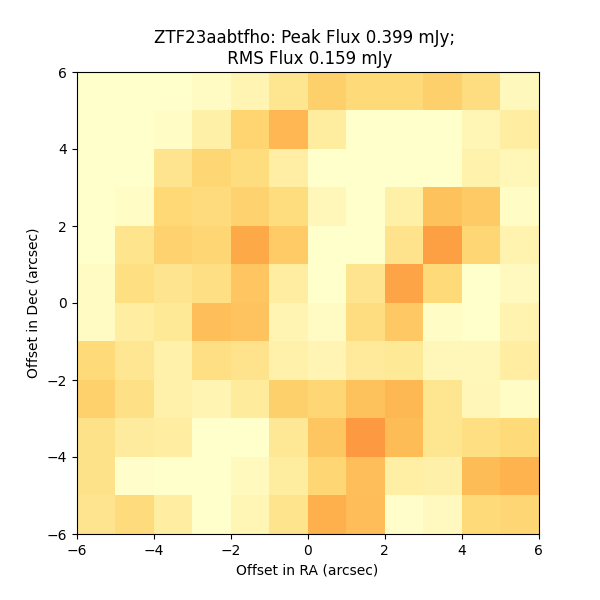 ZTF23aabtfho: Peak Flux 0.399 mJy;
RMS Flux 0.159 mJy
6
4
2
0
−2
−4
−6
Offset in Dec (arcsec)
−6 −4 −2 0 2 4 6
Offset in RA (arcsec)